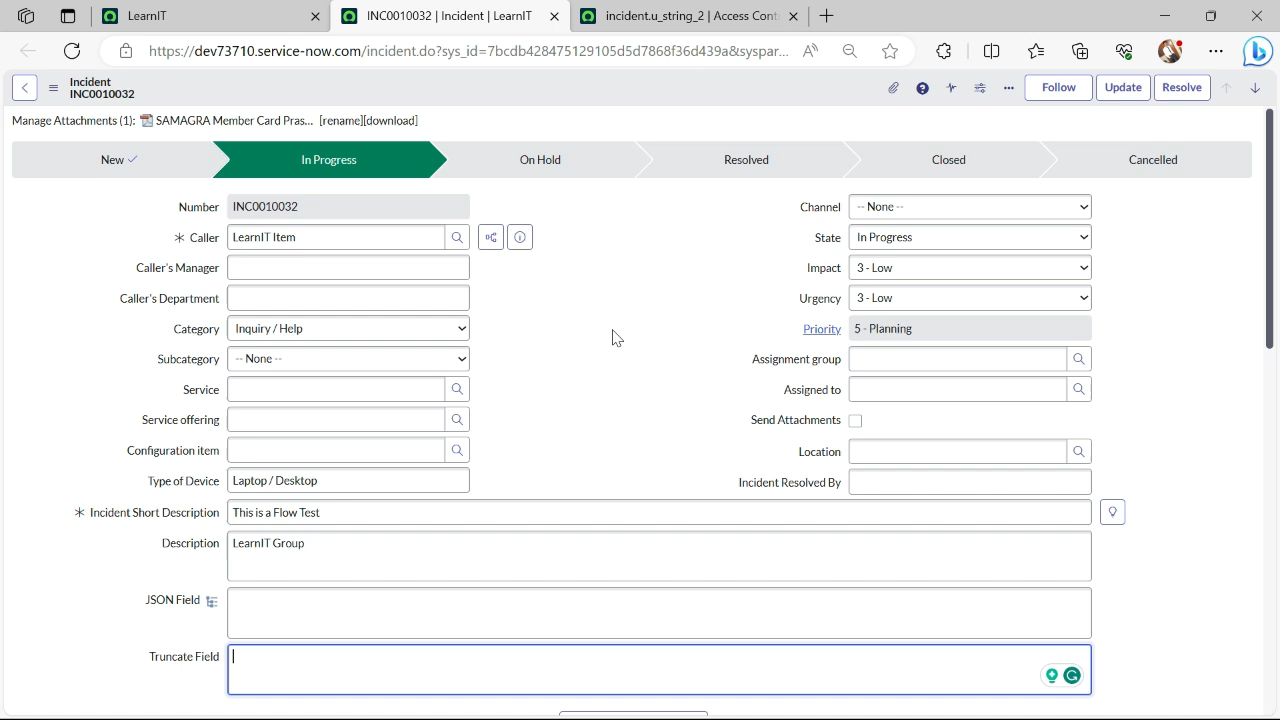 LearnIT
INC0010032 | Incident | LearnIT
incident.u_string_2 | Access Cont
https://dev73710.service-now.com/incident.do?sys_id=7bcdb428475129105d5d7868f36d439a&syspar...
Incident
INC0010032
Follow
Update
Resolve
Manage Attachments (1): SAMAGRA Member Card Pras... [rename][download]
New
In Progress
On Hold
Resolved
Closed
Cancelled
Number INC0010032
Channel -- None --
Caller LearnIT Item
State In Progress
Caller's Manager
Impact 3 - Low
Caller's Department
Urgency 3 - Low
Category Inquiry / Help
Priority 5 - Planning
Subcategory -- None --
Assignment group
Service
Assigned to
Service offering
Send Attachments
Configuration item
Location
Type of Device Laptop / Desktop
Incident Resolved By
Incident Short Description This is a Flow Test
Description LearnIT Group
JSON Field
Truncate Field